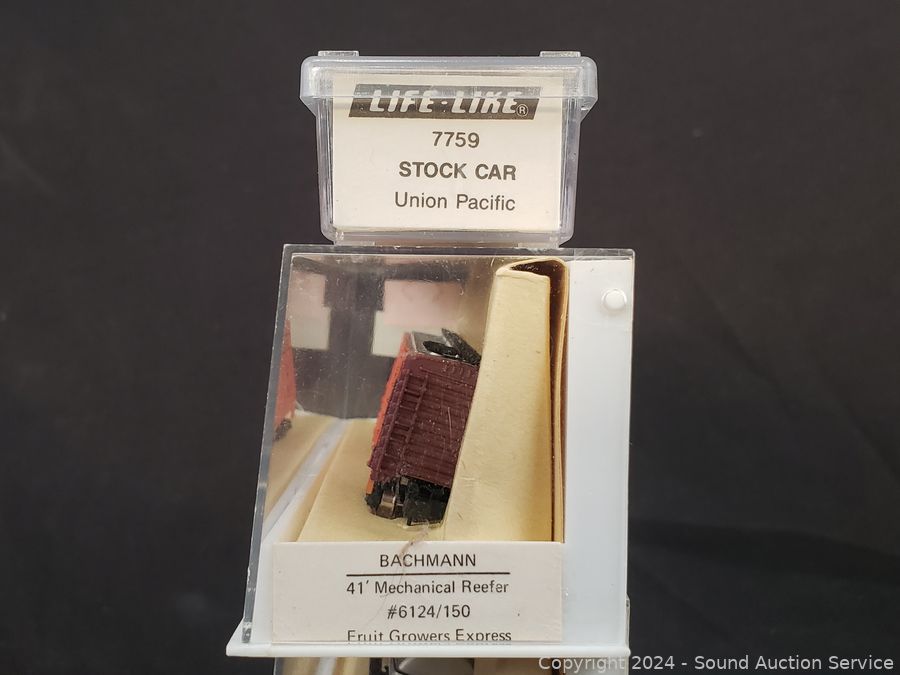 LIFE-LIKE®
7759
STOCK CAR
Union Pacific
BACHMANN
41' Mechanical Reefer
#6124/150
Fruit Growers Express
Copyright 2024 - Sound Auction Service